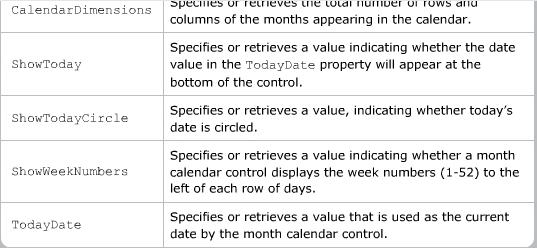 CalendarDimensions
Specifies or retrieves the total number of rows and
columns of the months appearing in the calendar.
ShowToday
Specifies or retrieves a value indicating whether the date
value in the TodayDate property will appear at the
bottom of the control.
ShowTodayCircle
Specifies or retrieves a value, indicating whether today's
date is circled.
ShowWeekNumbers
Specifies or retrieves a value indicating whether a month
calendar control displays the week numbers (1-52) to the
left of each row of days.
TodayDate
Specifies or retrieves a value that is used as the current
date by the month calendar control.